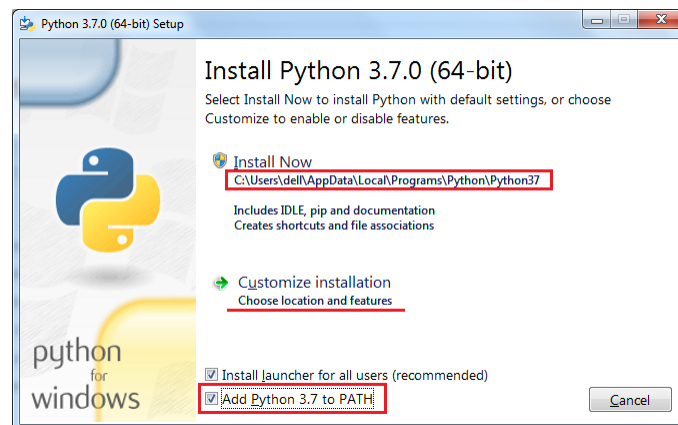 Python 3.7.0 (64-bit) Setup
Install Python 3.7.0 (64-bit)
Select Install Now to install Python with default settings, or choose
Customize to enable or disable features.
Install Now
C:\Users\dell\AppData\Local\Programs\Python\Python37
Includes IDLE, pip and documentation
Creates shortcuts and file associations
Customize installation
Choose location and features
python
for
windows
Install launcher for all users (recommended)
Add Python 3.7 to PATH
Cancel